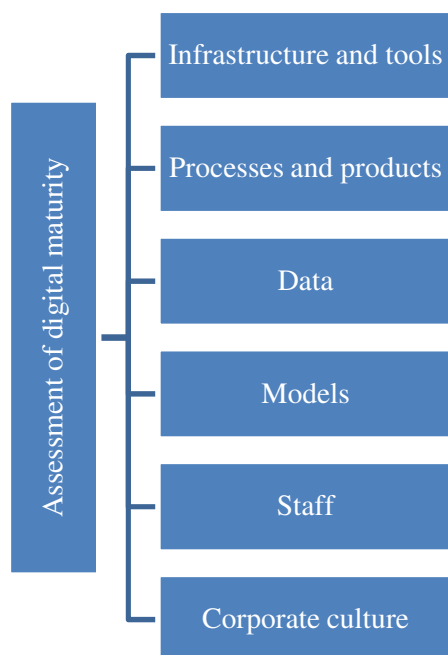 Assessment of digital maturity
Infrastructure and tools
Processes and products
Data
Models
Staff
Corporate culture